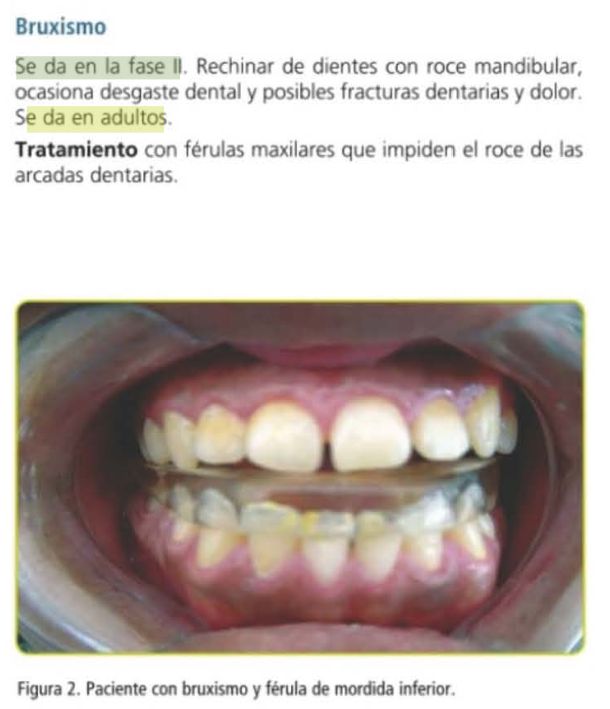 Bruxismo
Se da en la fase II. Rechinar de dientes con roce mandibular,
ocasiona desgaste dental y posibles fracturas dentarias y dolor.
Se da en adultos.
Tratamiento con férulas maxilares que impiden el roce de las
arcadas dentarias.
Figura 2. Paciente con bruxismo y férula de mordida inferior.